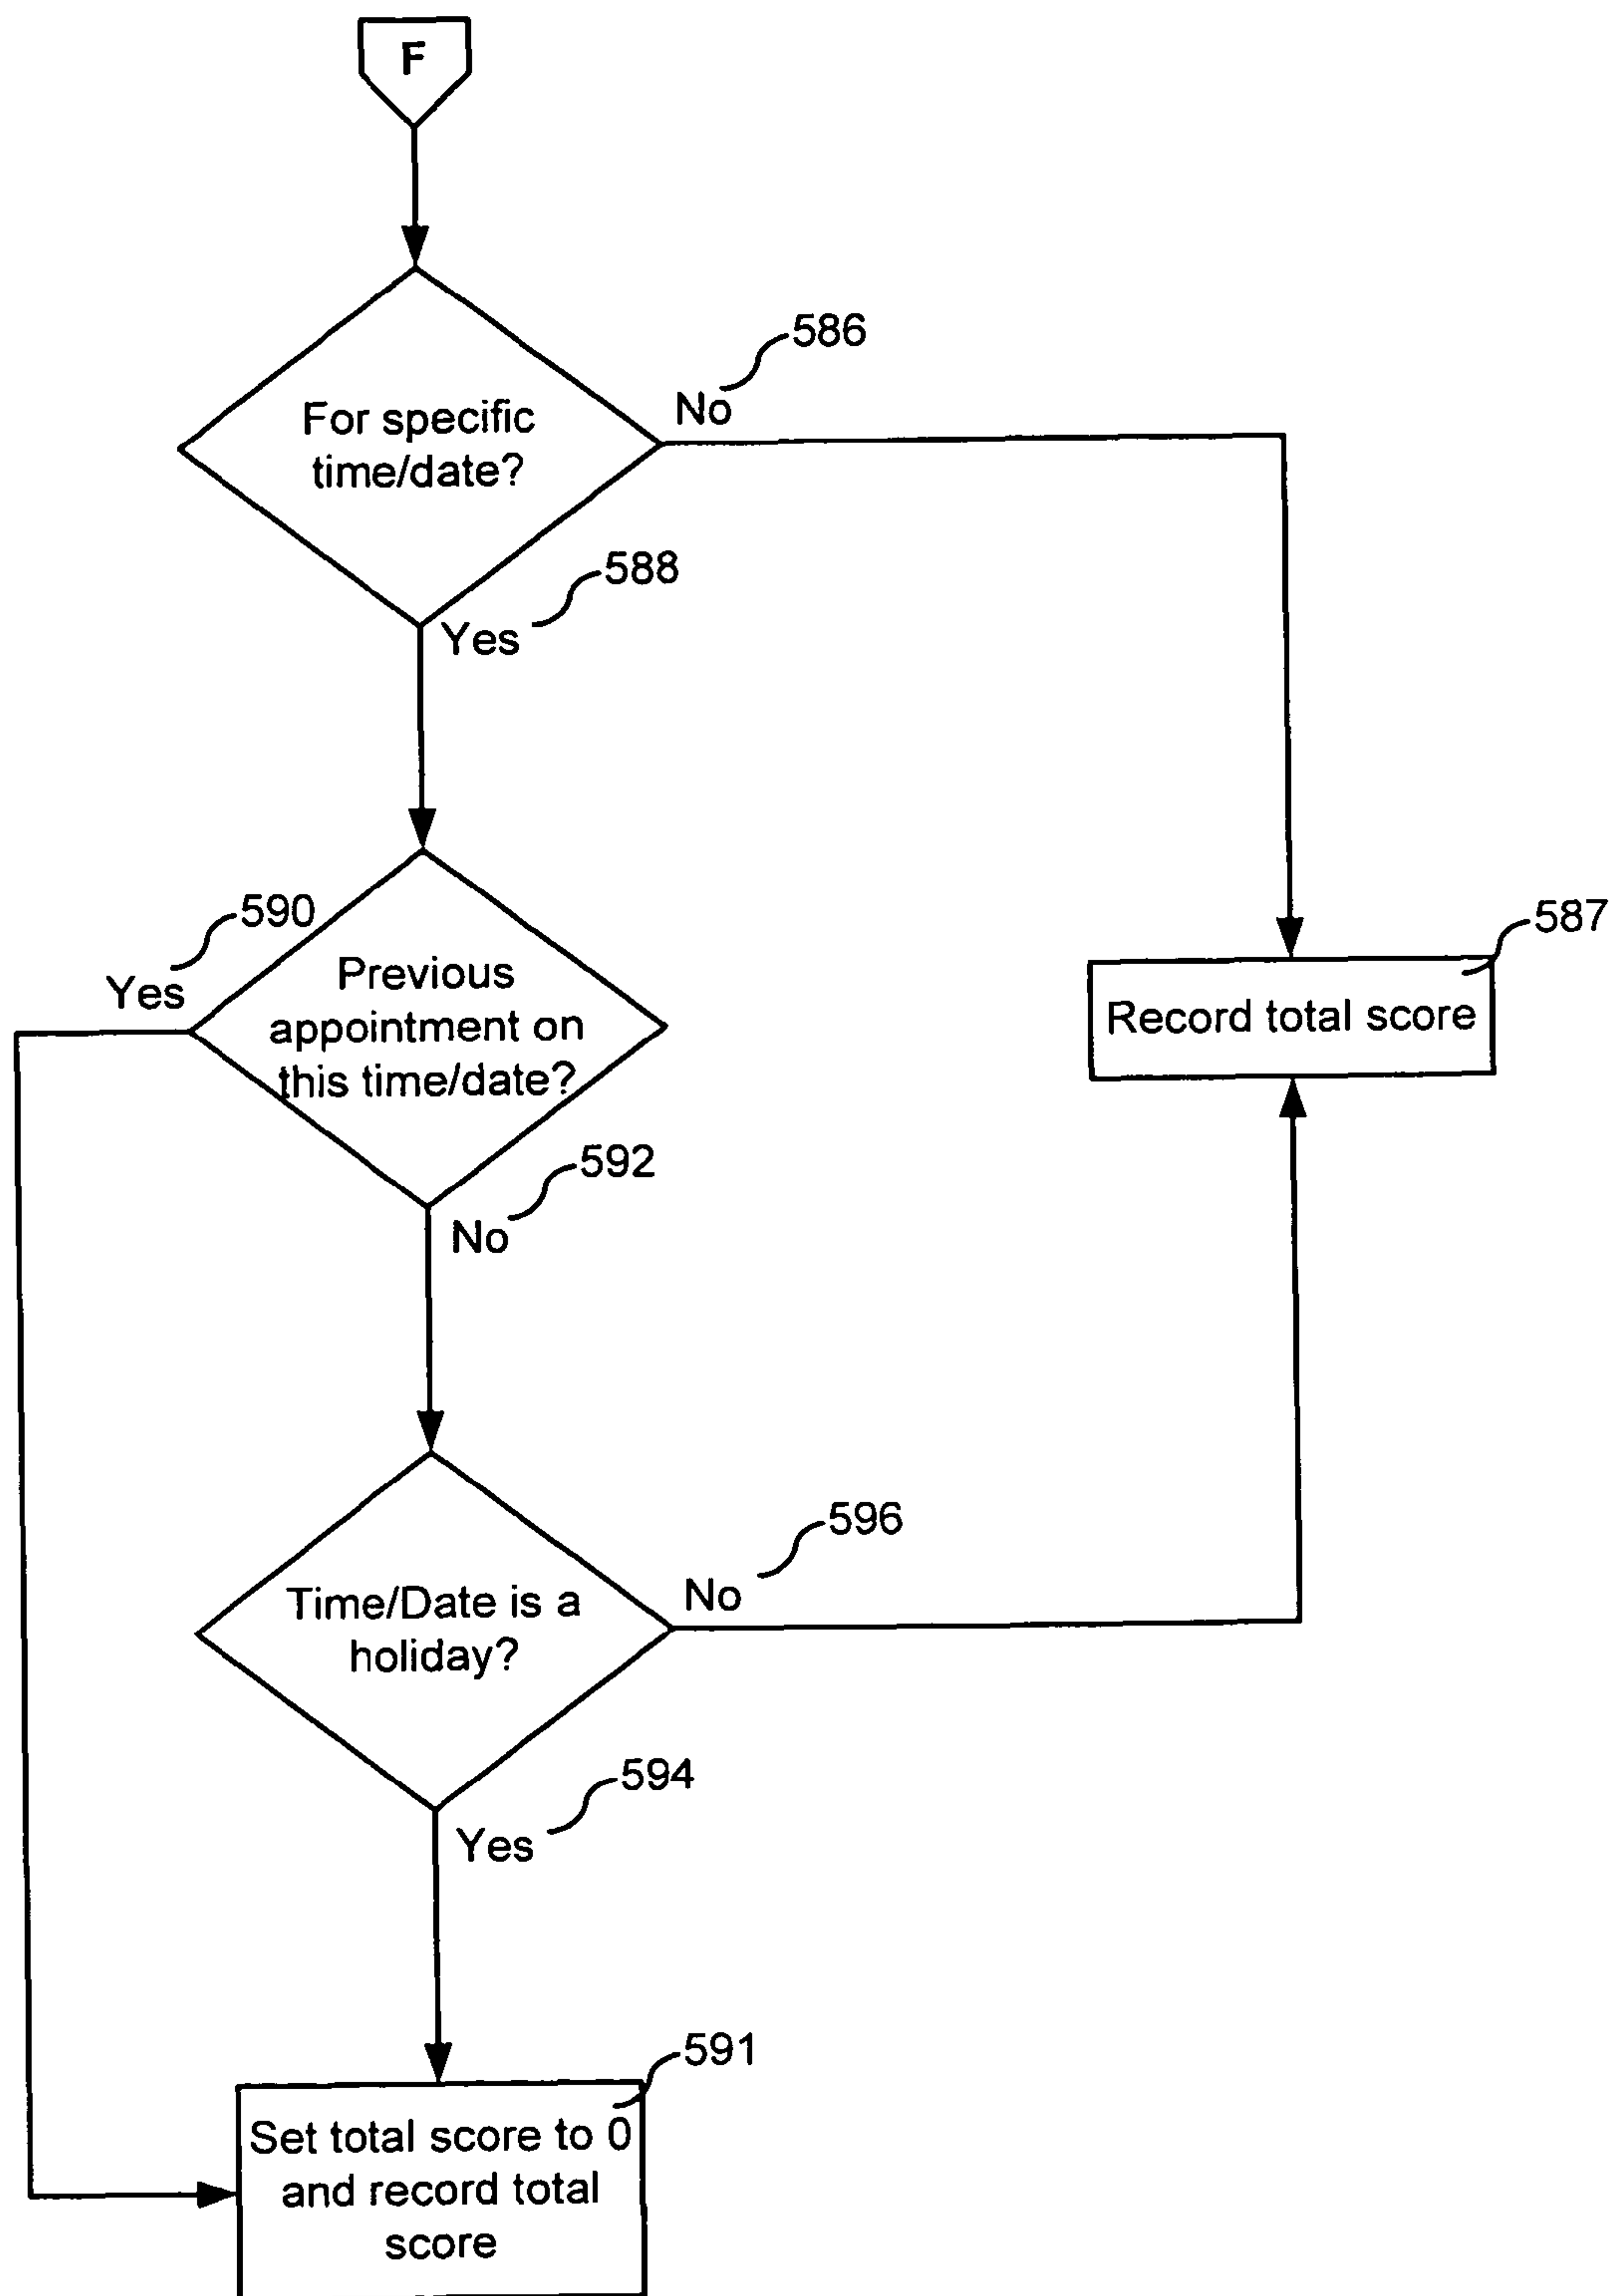 F
586
No
For specific
time/date?
588
Yes
590
Yes
Previous
appointment on
this time/date?
587
Record total score
592
No
596
No
Time/Date is a
holiday?
594
Yes
591
Set total score to 0
and record total
score